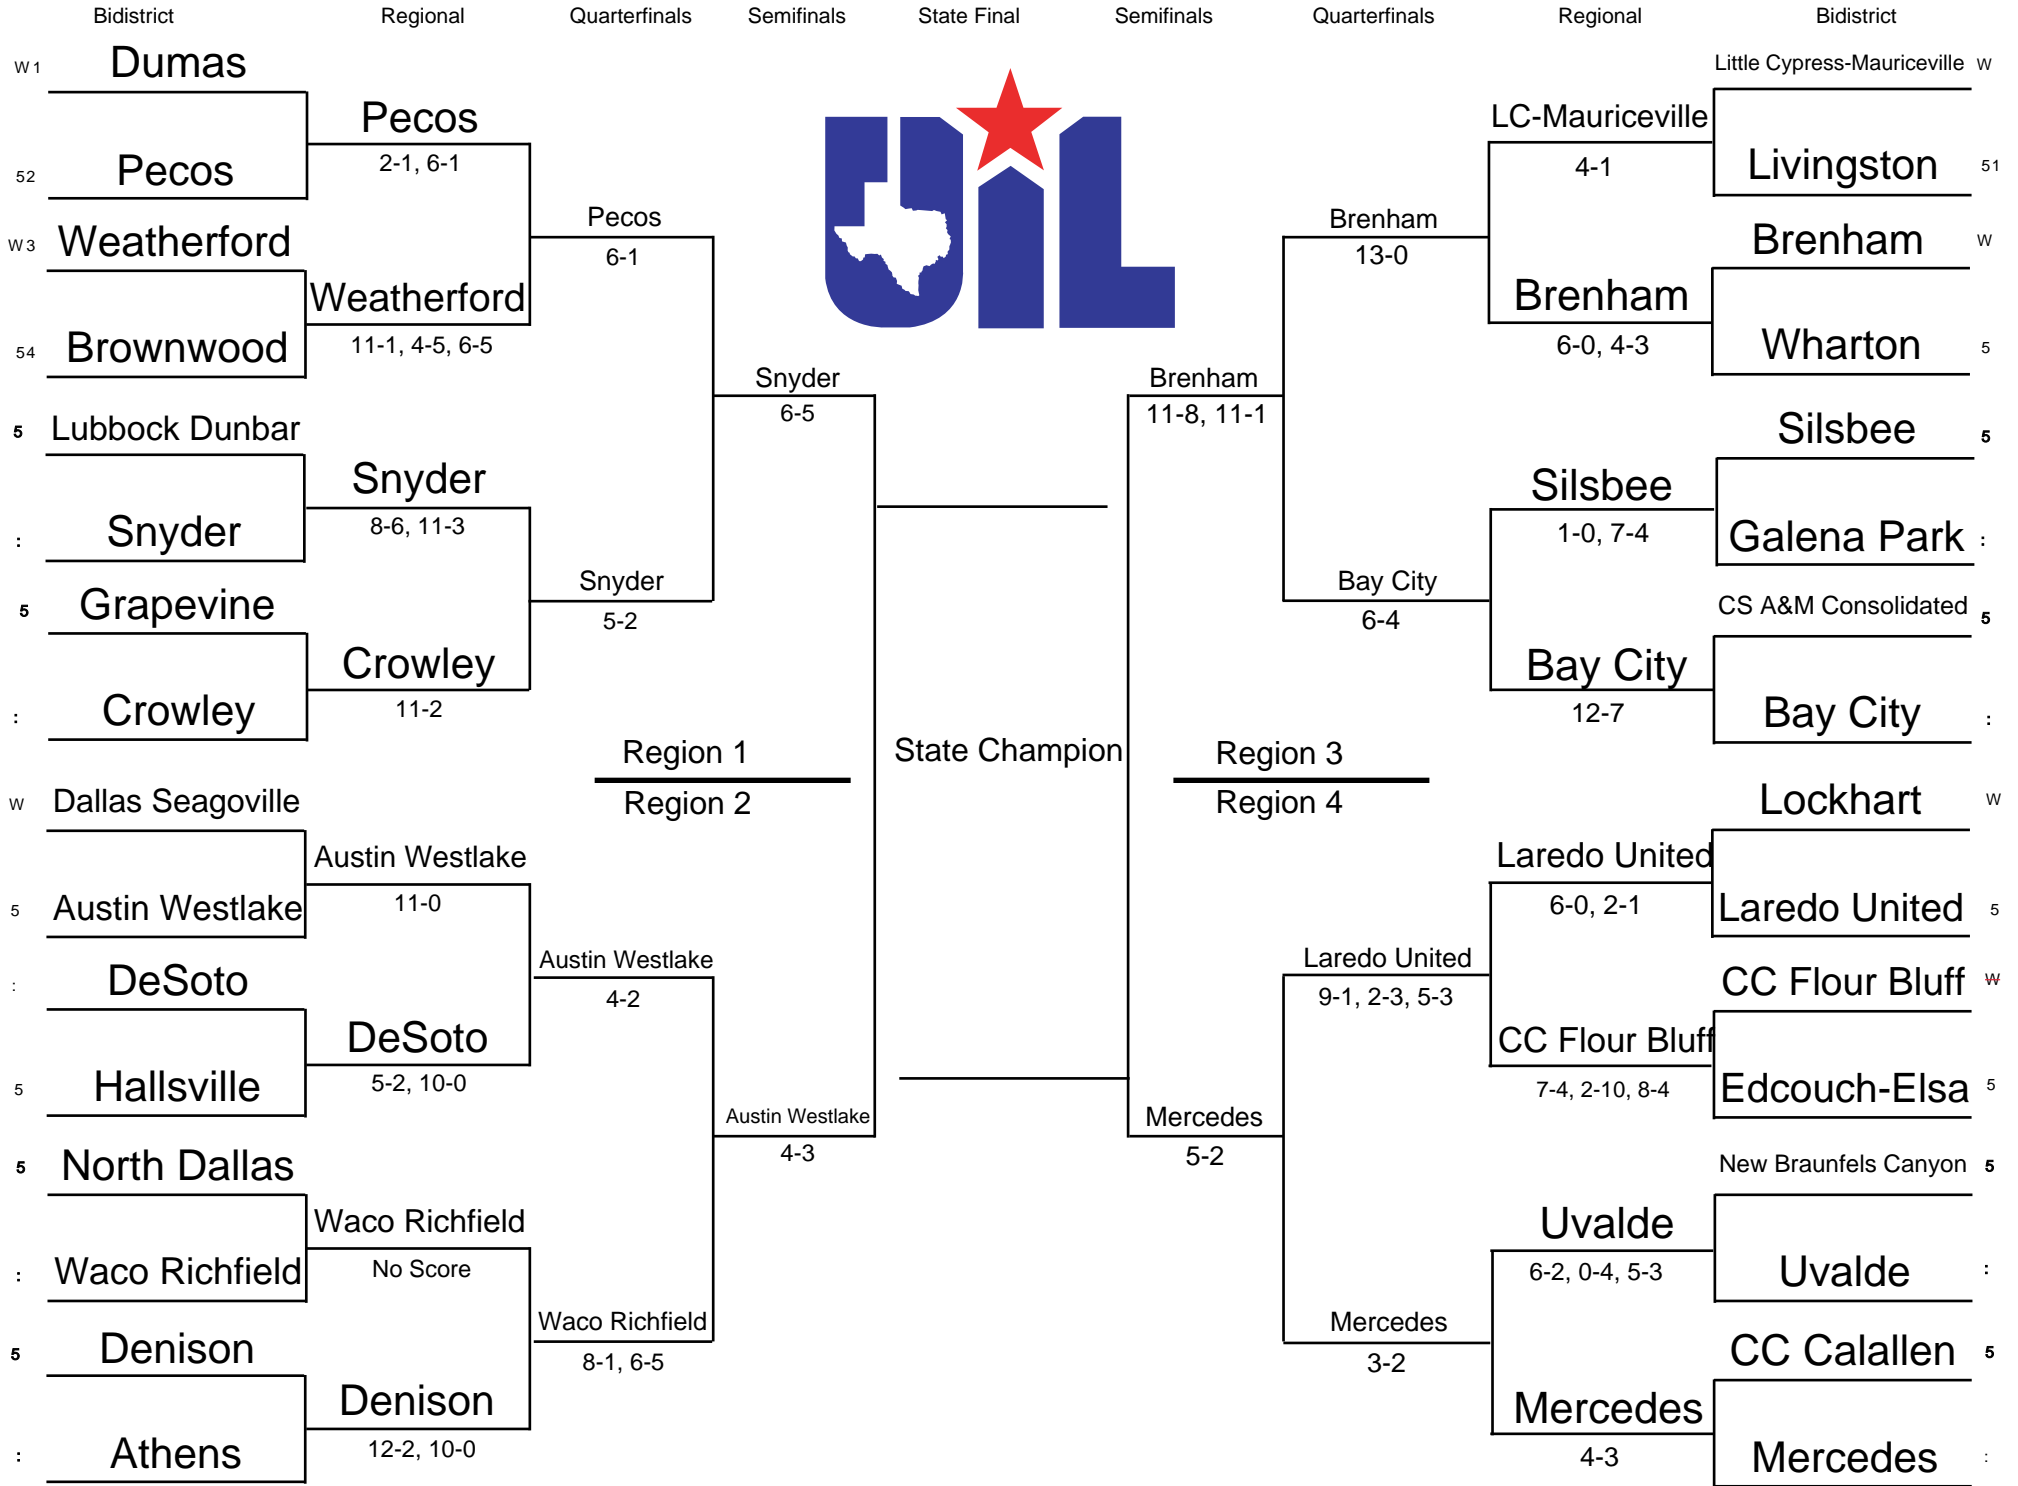 Bidistrict Regional Quarterfinals Semifinals State Final Semifinals Quarterfinals Regional Bidistrict
W1 Dumas
Pecos
2-1, 6-1
52 Pecos
Pecos
6-1
W3 Weatherford
Weatherford
11-1, 4-5, 6-5
54 Brownwood
Snyder
6-5
5 Lubbock Dunbar
Snyder
8-6, 11-3
: Snyder
Snyder
5-2
5 Grapevine
Crowley
11-2
: Crowley
Region 1
Region 2
W Dallas Seagoville
Austin Westlake
11-0
5 Austin Westlake
Austin Westlake
4-2
: DeSoto
DeSoto
5-2, 10-0
5 Hallsville
Austin Westlake
4-3
5 North Dallas
Waco Richfield
No Score
: Waco Richfield
Waco Richfield
8-1, 6-5
5 Denison
Denison
12-2, 10-0
: Athens
UIL
State Champion
Little Cypress-Mauriceville W
LC-Mauriceville
4-1
Livingston 51
Brenham
13-0
Brenham W
Brenham
6-0, 4-3
Wharton 5
Brenham
11-8, 11-1
Silsbee 5
Silsbee
1-0, 7-4
Galena Park :
Bay City
6-4
CS A&M Consolidated 5
Bay City
12-7
Bay City :
Region 3
Region 4
Lockhart W
Laredo United
6-0, 2-1
Laredo United 5
Laredo United
9-1, 2-3, 5-3
CC Flour Bluff W
CC Flour Bluff
7-4, 2-10, 8-4
Edcouch-Elsa 5
Mercedes
5-2
New Braunfels Canyon 5
Uvalde
6-2, 0-4, 5-3
Uvalde :
Mercedes
3-2
CC Calallen 5
Mercedes
4-3
Mercedes :